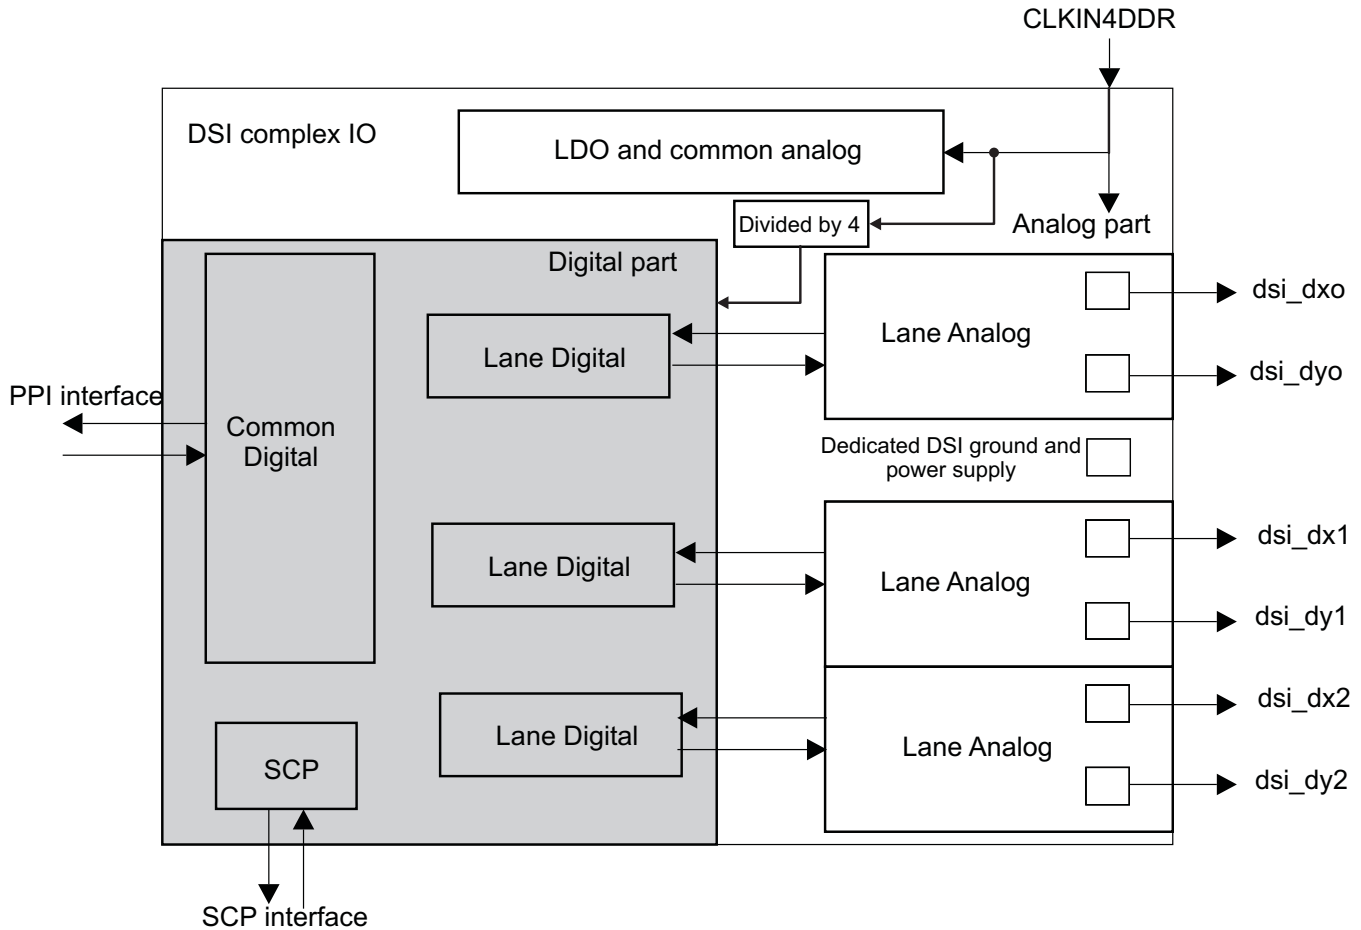 CLKIN4DDR
DSI complex IO
LDO and common analog
Divided by 4
Analog part
Digital part
dsi_dxo
Lane Analog
Lane Digital
dsi_dyo
PPI interface
Common
Digital
Dedicated DSI ground and
power supply
dsi_dx1
Lane Digital
Lane Analog
dsi_dy1
dsi_dx2
Lane Digital
Lane Analog
SCP
dsi_dy2
SCP interface